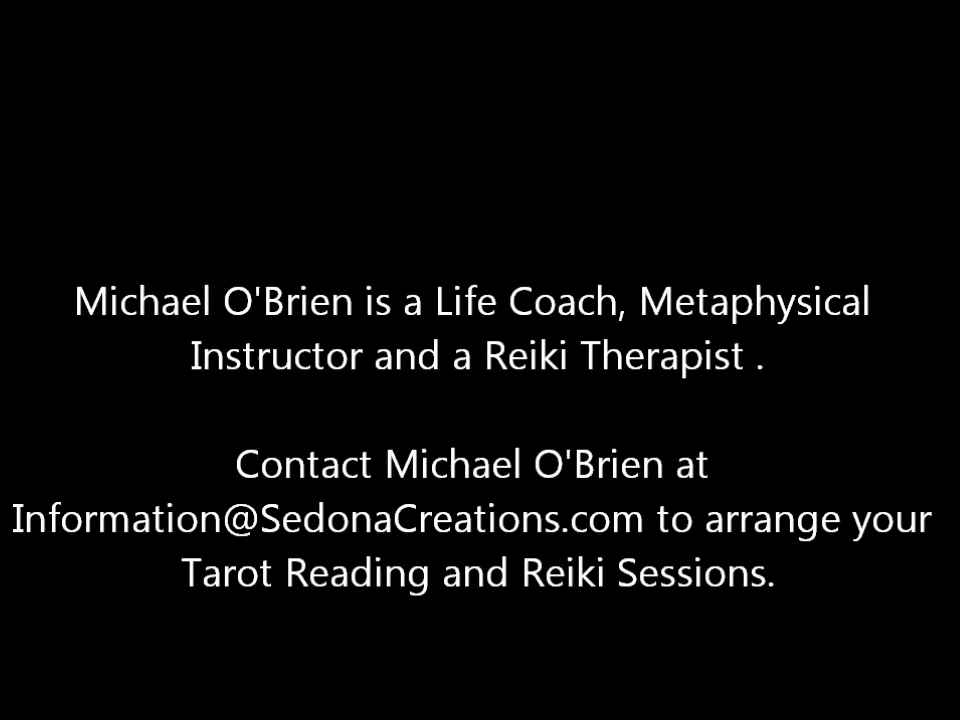 Michael O'Brien is a Life Coach, Metaphysical
Instructor and a Reiki Therapist .
Contact Michael O'Brien at
Information@SedonaCreations.com to arrange your
Tarot Reading and Reiki Sessions.